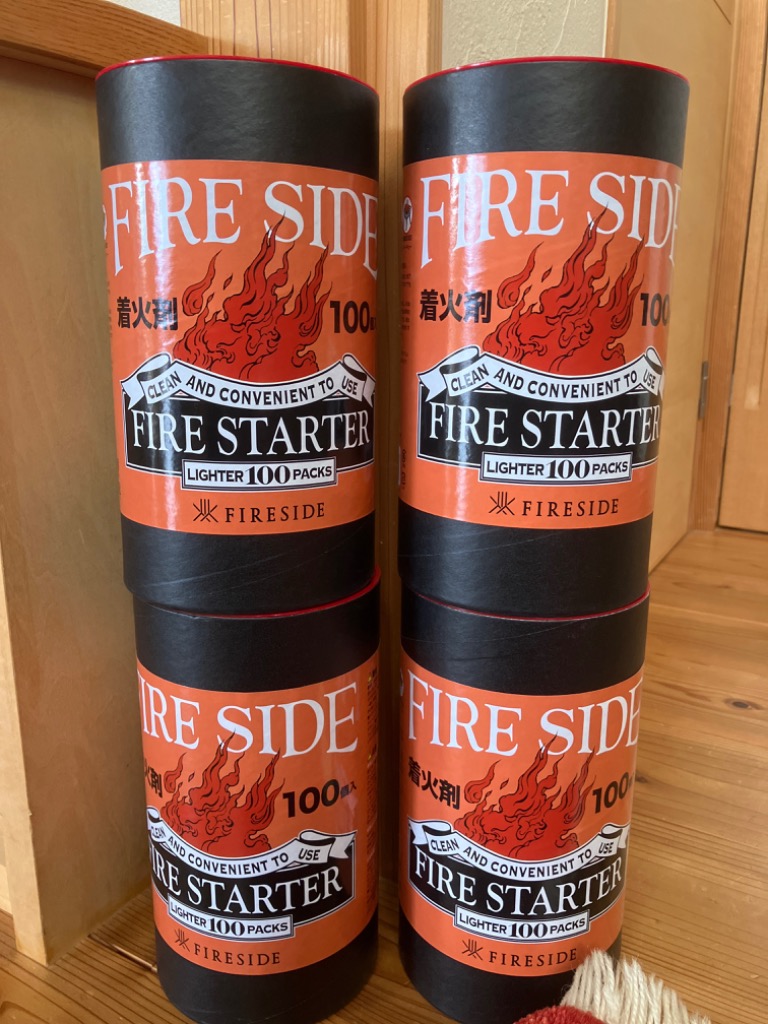 FIRE SIDE
着火剤 100
CLEAN AND CONVENIENT TO USE
FIRE STARTER
LIGHTER 100 PACKS
FIRESIDE
FIRE SIDE
着火剤 100
CLEAN AND CONVENIENT TO USE
FIRE STARTER
LIGHTER 100 PACKS
FIRESIDE
FIRE SIDE
火剤 100個入
CLEAN AND CONVENIENT TO USE
FIRE STARTER
LIGHTER 100 PACKS
FIRESIDE
FIRE SIDE
着火剤 100
CLEAN AND CONVENIENT TO USE
FIRE STARTER
LIGHTER 100 PACKS
FIRESIDE